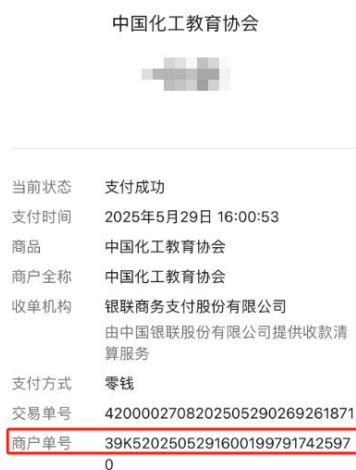 中国化工教育协会
当前状态 支付成功
支付时间 2025年5月29日 16:00:53
商品 中国化工教育协会
商户全称 中国化工教育协会
收单机构 银联商务支付股份有限公司
由中国银联股份有限公司提供收款清
算服务
支付方式 零钱
交易单号 4200002708202505290269261871
商户单号 39K5202505291600199791742597
0